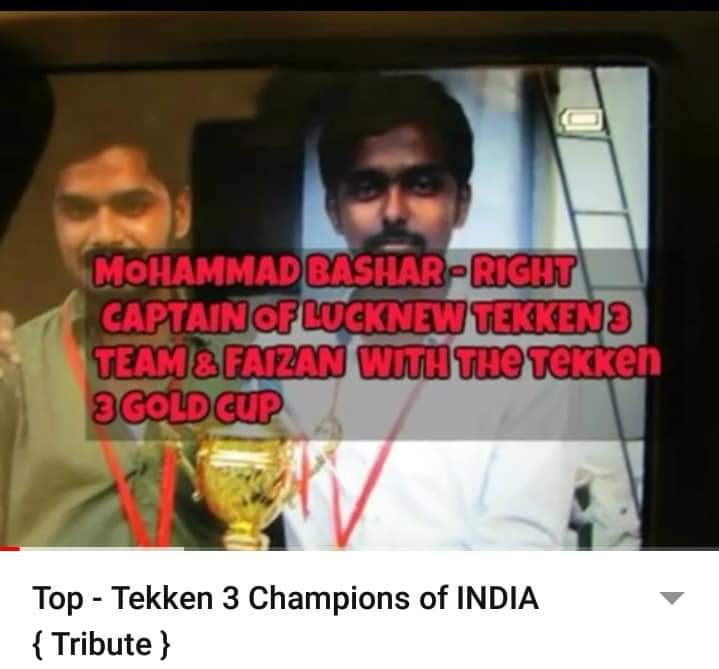 MOHAMMAD BASHAR - RIGHT
CAPTAIN OF LUCKNEW TEKKEN 3
TEAM & FAIZAN WITH THE TEKKEN
3 GOLD CUP
Top - Tekken 3 Champions of INDIA
{ Tribute }